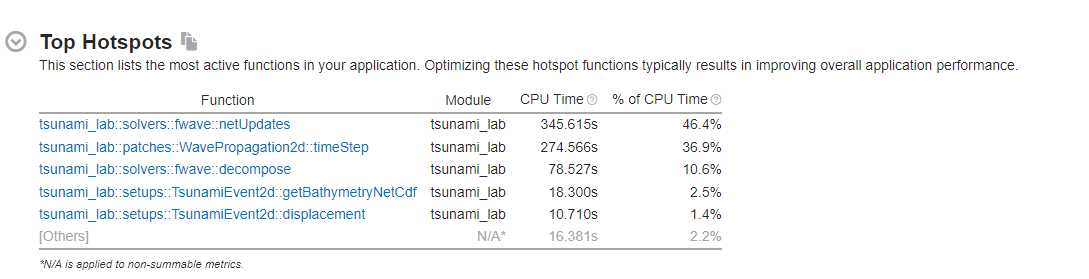 Top Hotspots
This section lists the most active functions in your application. Optimizing these hotspot functions typically results in improving overall application performance.
Function Module CPU Time % of CPU Time
tsunami_lab::solvers::fwave::netUpdates tsunami_lab 345.615s 46.4%
tsunami_lab::patches::WavePropagation2d::timeStep tsunami_lab 274.566s 36.9%
tsunami_lab::solvers::fwave::decompose tsunami_lab 78.527s 10.6%
tsunami_lab::setups::TsunamiEvent2d::getBathymetryNetCdf tsunami_lab 18.300s 2.5%
tsunami_lab::setups::TsunamiEvent2d::displacement tsunami_lab 10.710s 1.4%
[Others] N/A* 16.381s 2.2%
*N/A is applied to non-summable metrics.